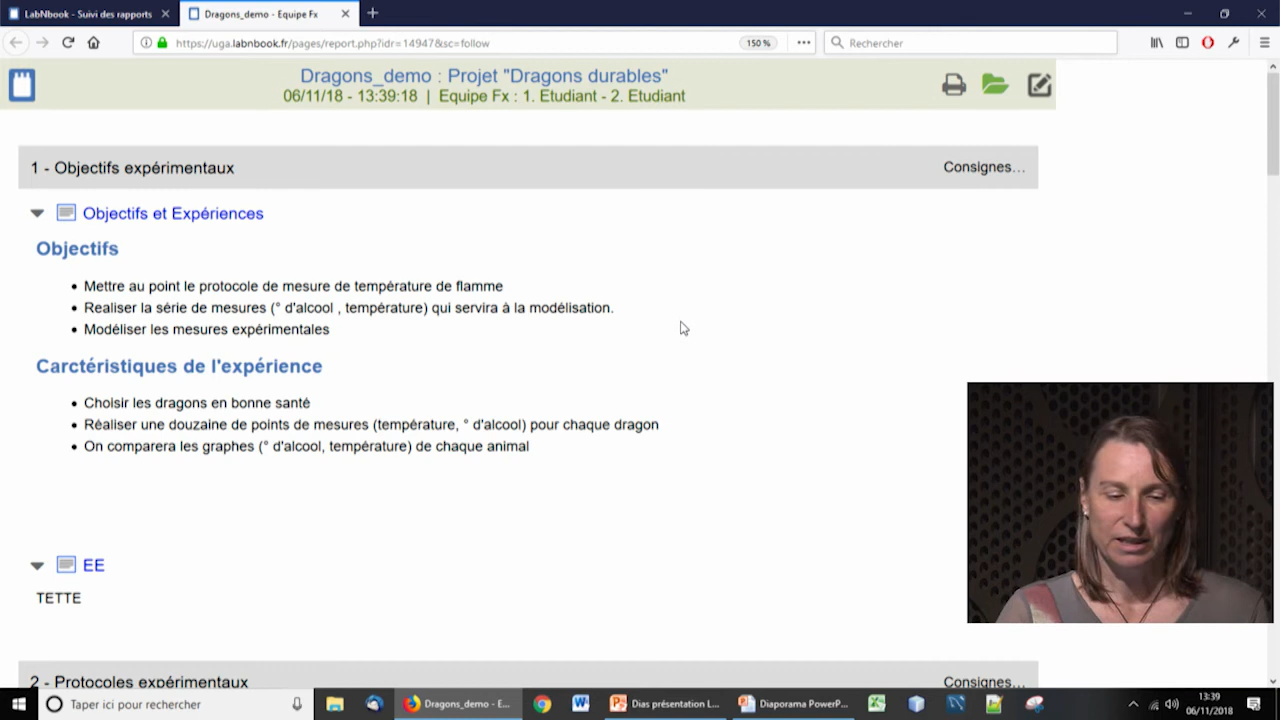 LabNbook - Suivi des rapports
Dragons_demo - Equipe Fx
https://uga.labnbook.fr/pages/report.php?idr=14947&sc=follow
150 %
Rechercher
Dragons_demo : Projet "Dragons durables"
06/11/18 - 13:39:18 | Equipe Fx : 1. Etudiant - 2. Etudiant
1 - Objectifs expérimentaux
Consignes...
Objectifs et Expériences
Objectifs
• Mettre au point le protocole de mesure de température de flamme
• Realiser la série de mesures (° d'alcool , température) qui servira à la modélisation.
• Modéliser les mesures expérimentales
Carctéristiques de l'expérience
• Choisir les dragons en bonne santé
• Réaliser une douzaine de points de mesures (température, ° d'alcool) pour chaque dragon
• On comparera les graphes (° d'alcool, température) de chaque animal
EE
TETTE
2 - Protocoles expérimentaux
Consignes...
Taper ici pour rechercher
Dragons_demo - E...
Dias présentation L...
Diaporama PowerP...
13:39
06/11/2018